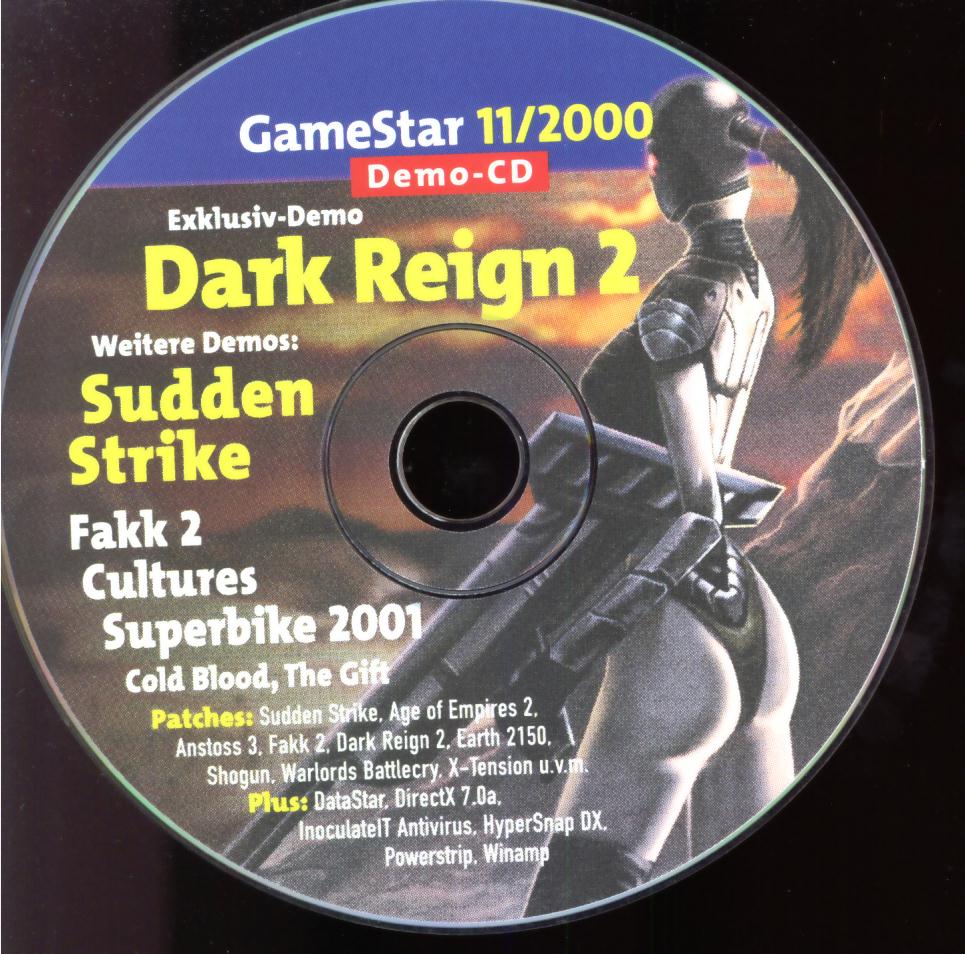 GameStar 11/2000
Demo-CD
Exklusiv-Demo
Dark Reign 2
Weitere Demos:
Sudden
Strike
Fakk 2
Cultures
Superbike 2001
Cold Blood, The Gift
Patches: Sudden Strike, Age of Empires 2,
Anstoss 3, Fakk 2, Dark Reign 2, Earth 2150,
Shogun, Warlords Battlecry, X-Tension u.v.m.
Plus: DataStar, DirectX 7.0a,
InoculateIT Antivirus, HyperSnap DX,
Powerstrip, Winamp